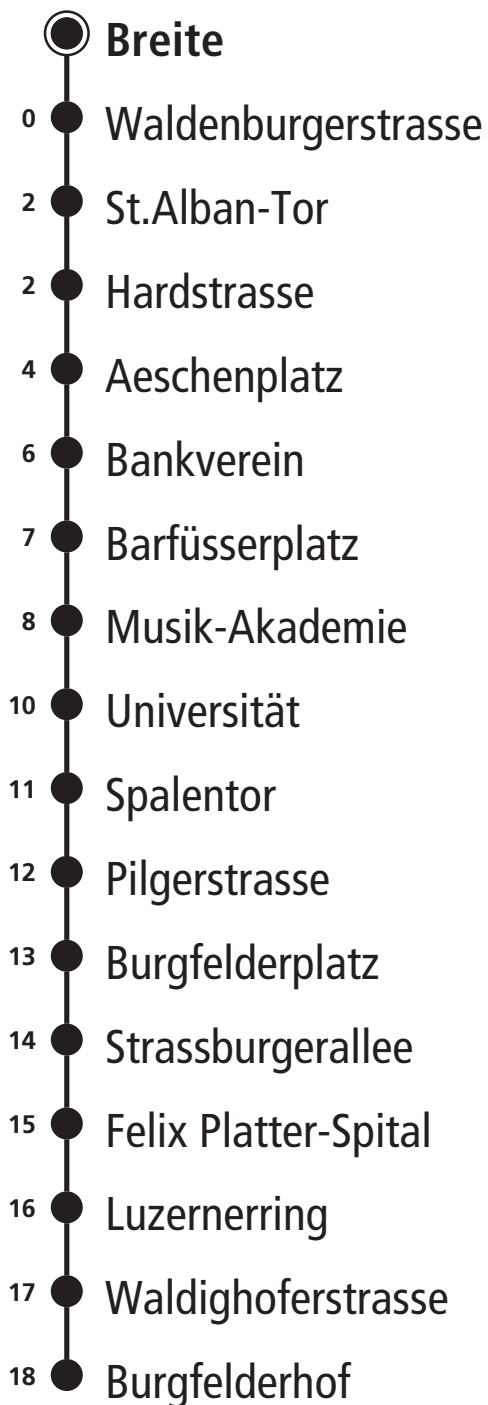 Breite
0 Waldenburgerstrasse
2 St.Alban-Tor
2 Hardstrasse
4 Aeschenplatz
6 Bankverein
7 Barfüsserplatz
8 Musik-Akademie
10 Universität
11 Spalentor
12 Pilgerstrasse
13 Burgfelderplatz
14 Strassburgerallee
15 Felix Platter-Spital
16 Luzernerring
17 Waldighoferstrasse
18 Burgfelderhof